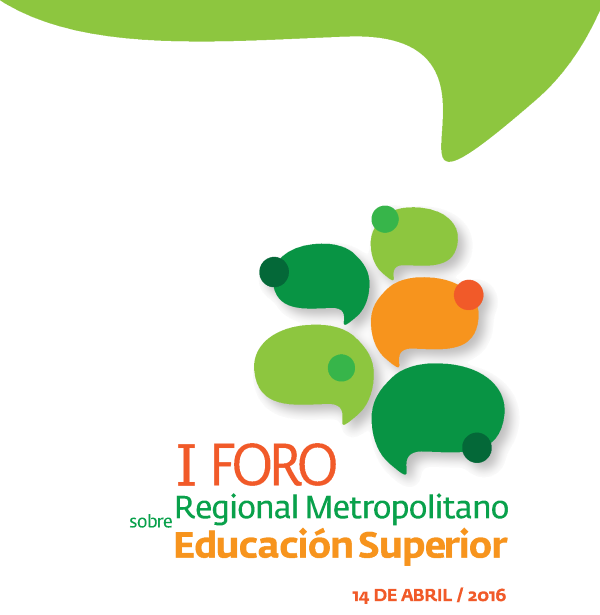 I FORO
Regional Metropolitano
sobre
Educación Superior
14 DE ABRIL / 2016